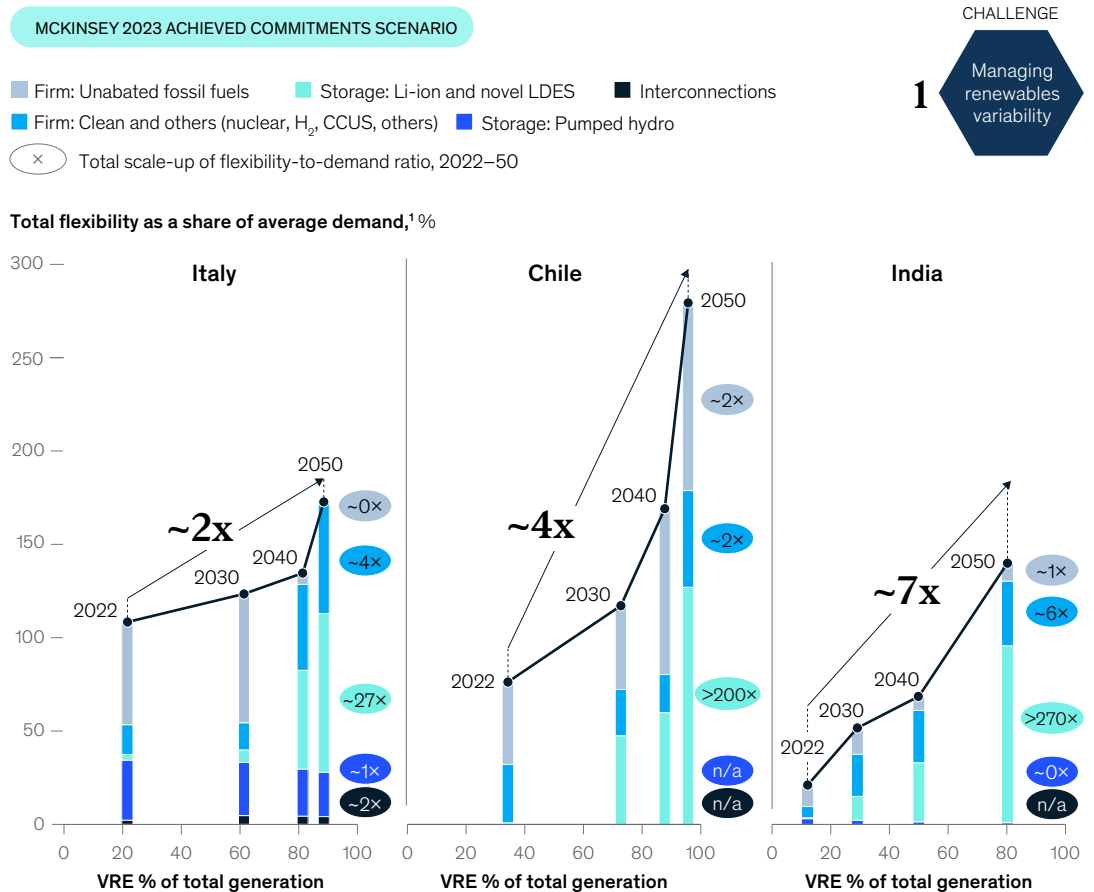 MCKINSEY 2023 ACHIEVED COMMITMENTS SCENARIO
CHALLENGE
1
Managing
renewables
variability
Firm: Unabated fossil fuels
Storage: Li-ion and novel LDES
Interconnections
Firm: Clean and others (nuclear, H₂, CCUS, others)
Storage: Pumped hydro
×
Total scale-up of flexibility-to-demand ratio, 2022–50
Total flexibility as a share of average demand,¹ %
300
250
200
150
100
50
0
Italy
2022
2030
2040
2050
~2x
~0×
~4×
~27×
~1×
~2×
0
20
40
60
80
100
VRE % of total generation
Chile
2022
2030
2040
2050
~4x
~2×
~2×
>200×
n/a
n/a
0
20
40
60
80
100
VRE % of total generation
India
2022
2030
2040
2050
~7x
~1×
~6×
>270×
~0×
n/a
0
20
40
60
80
100
VRE % of total generation